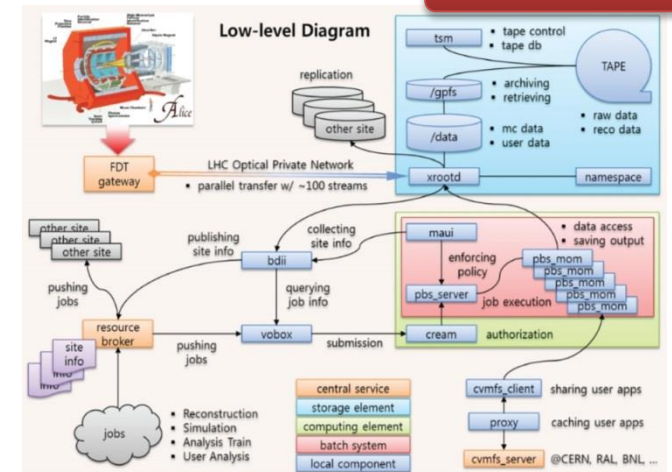 Low-level Diagram
Alice
replication
other site
tsm
▪ tape control
▪ tape db
TAPE
/gpfs
▪ archiving
▪ retrieving
▪ raw data
▪ reco data
/data
▪ mc data
▪ user data
FDT
gateway
LHC Optical Private Network
▪ parallel transfer w/ ~100 streams
xrootd
namespace
other site
other site
other site
publishing
site info
collecting
site info
bdii
maui
▪ data access
▪ saving output
enforcing
policy
pbs_mom
pbs_mom
pbs_mom
pbs_mom
pbs_mom
pbs_server
job execution
pushing
jobs
querying
job info
resource
broker
pushing
jobs
vobox
submission
cream
authorization
site
info
info
jobs
▪ Reconstruction
▪ Simulation
▪ Analysis Train
▪ User Analysis
central service
storage element
computing element
batch system
local component
cvmfs_client
sharing user apps
proxy
caching user apps
cvmfs_server
@CERN, RAL, BNL, ...